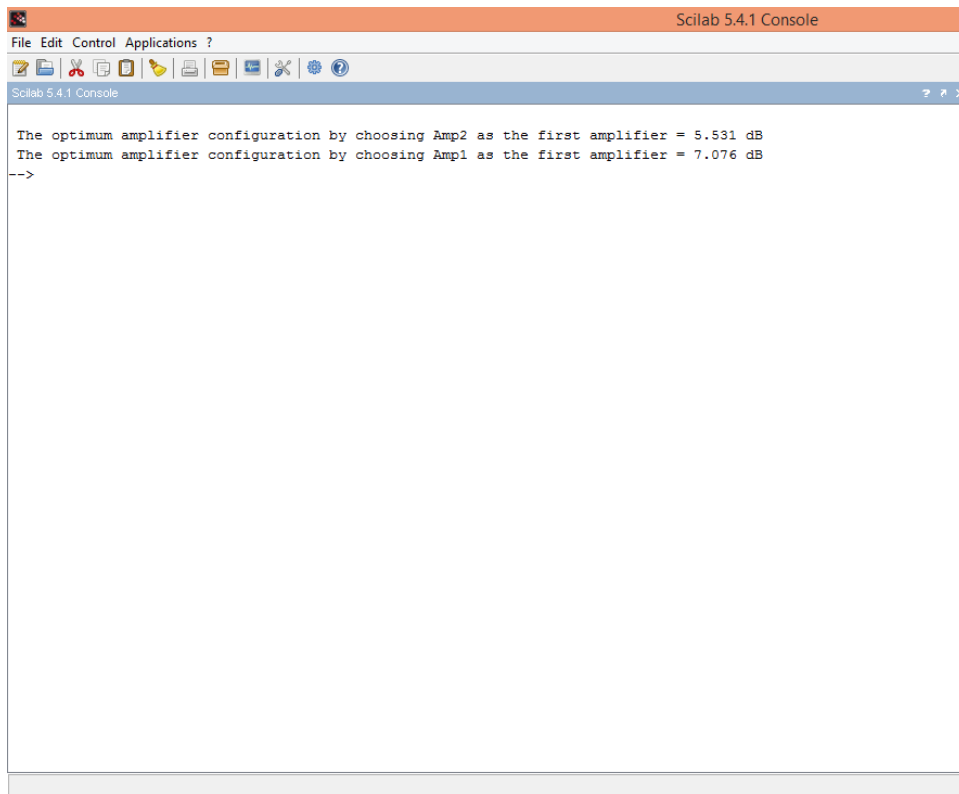 Scilab 5.4.1 Console
File Edit Control Applications ?
Scilab 5.4.1 Console
The optimum amplifier configuration by choosing Amp2 as the first amplifier = 5.531 dB
The optimum amplifier configuration by choosing Amp1 as the first amplifier = 7.076 dB
-->